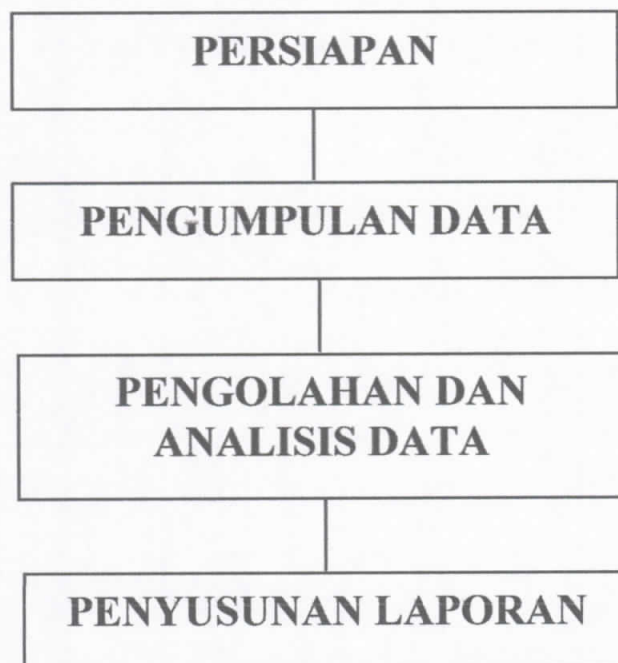 PERSIAPAN
PENGUMPULAN DATA
PENGOLAHAN DAN
ANALISIS DATA
PENYUSUNAN LAPORAN